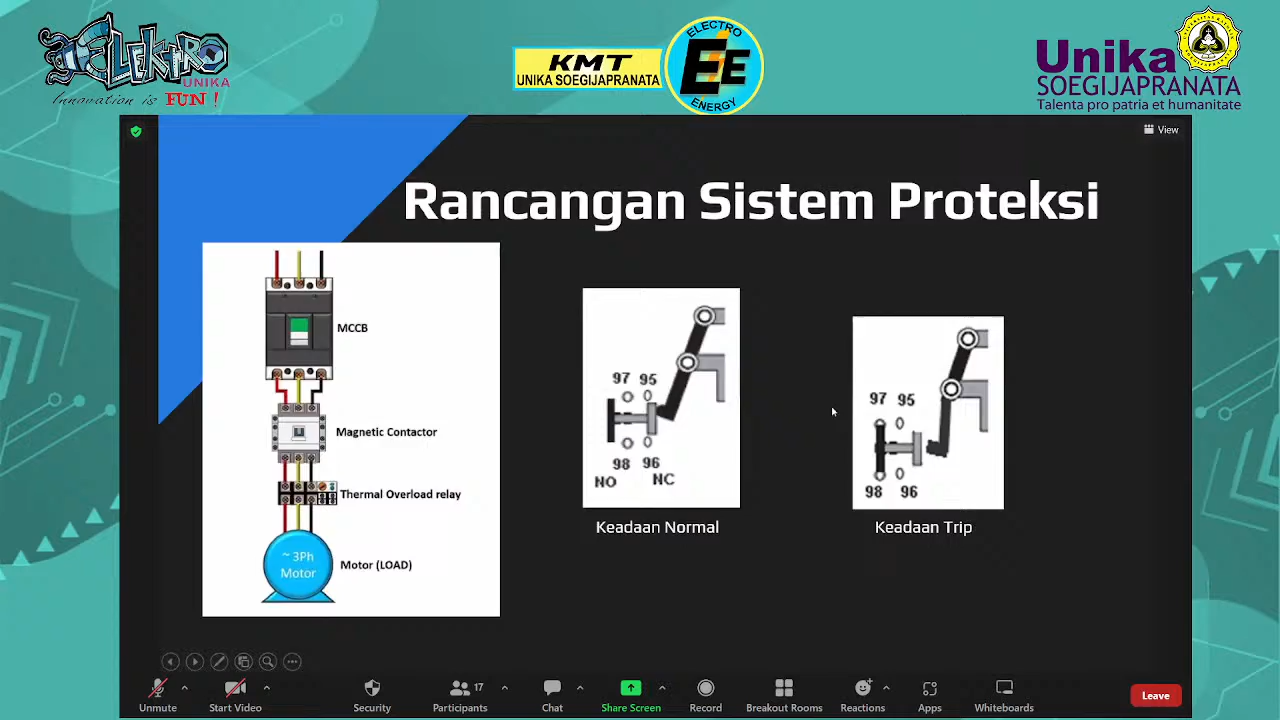 ELEKTRO
UNIKA
Innovation is FUN !
KMT
UNIKA SOEGIJAPRANATA
ELECTRO
EiE
ENERGY
Unika
SOEGIJAPRANATA
Talenta pro patria et humanitate
View
Rancangan Sistem Proteksi
MCCB
Magnetic Contactor
Thermal Overload relay
~ 3Ph
Motor
Motor (LOAD)
97 95
98 96
NO NC
Keadaan Normal
97 95
98 96
Keadaan Trip
Unmute
Start Video
Security
17
Participants
Chat
Share Screen
Record
Breakout Rooms
Reactions
Apps
Whiteboards
Leave